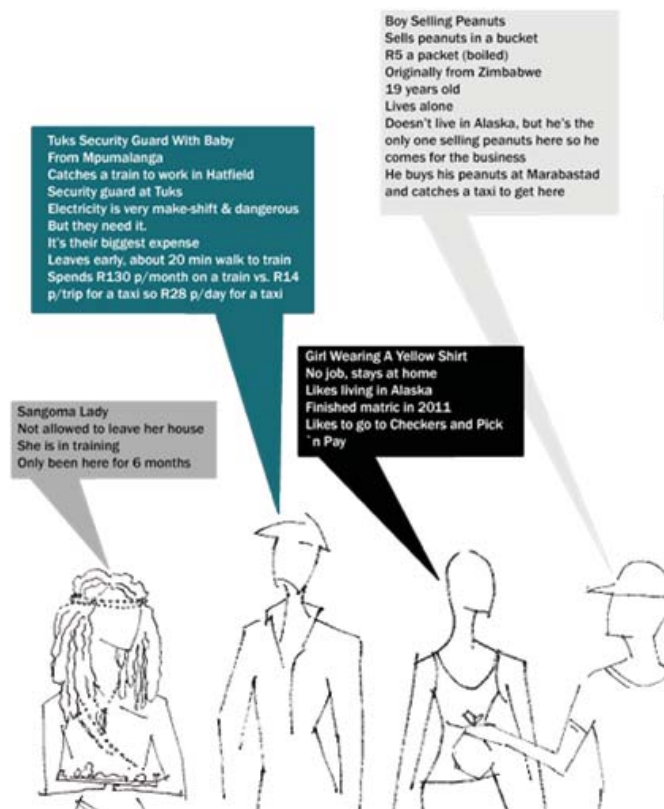 Boy Selling Peanuts
Sells peanuts in a bucket
R5 a packet (boiled)
Originally from Zimbabwe
19 years old
Lives alone
Doesn't live in Alaska, but he's the
only one selling peanuts here so he
comes for the business
He buys his peanuts at Marabastad
and catches a taxi to get here
Tuks Security Guard With Baby
From Mpumalanga
Catches a train to work in Hatfield
Security guard at Tuks
Electricity is very make-shift & dangerous
But they need it.
It's their biggest expense
Leaves early, about 20 min walk to train
Spends R130 p/month on a train vs. R14
p/trip for a taxi so R28 p/day for a taxi
Girl Wearing A Yellow Shirt
No job, stays at home
Likes living in Alaska
Finished matric in 2011
Likes to go to Checkers and Pick
`n Pay
Sangoma Lady
Not allowed to leave her house
She is in training
Only been here for 6 months